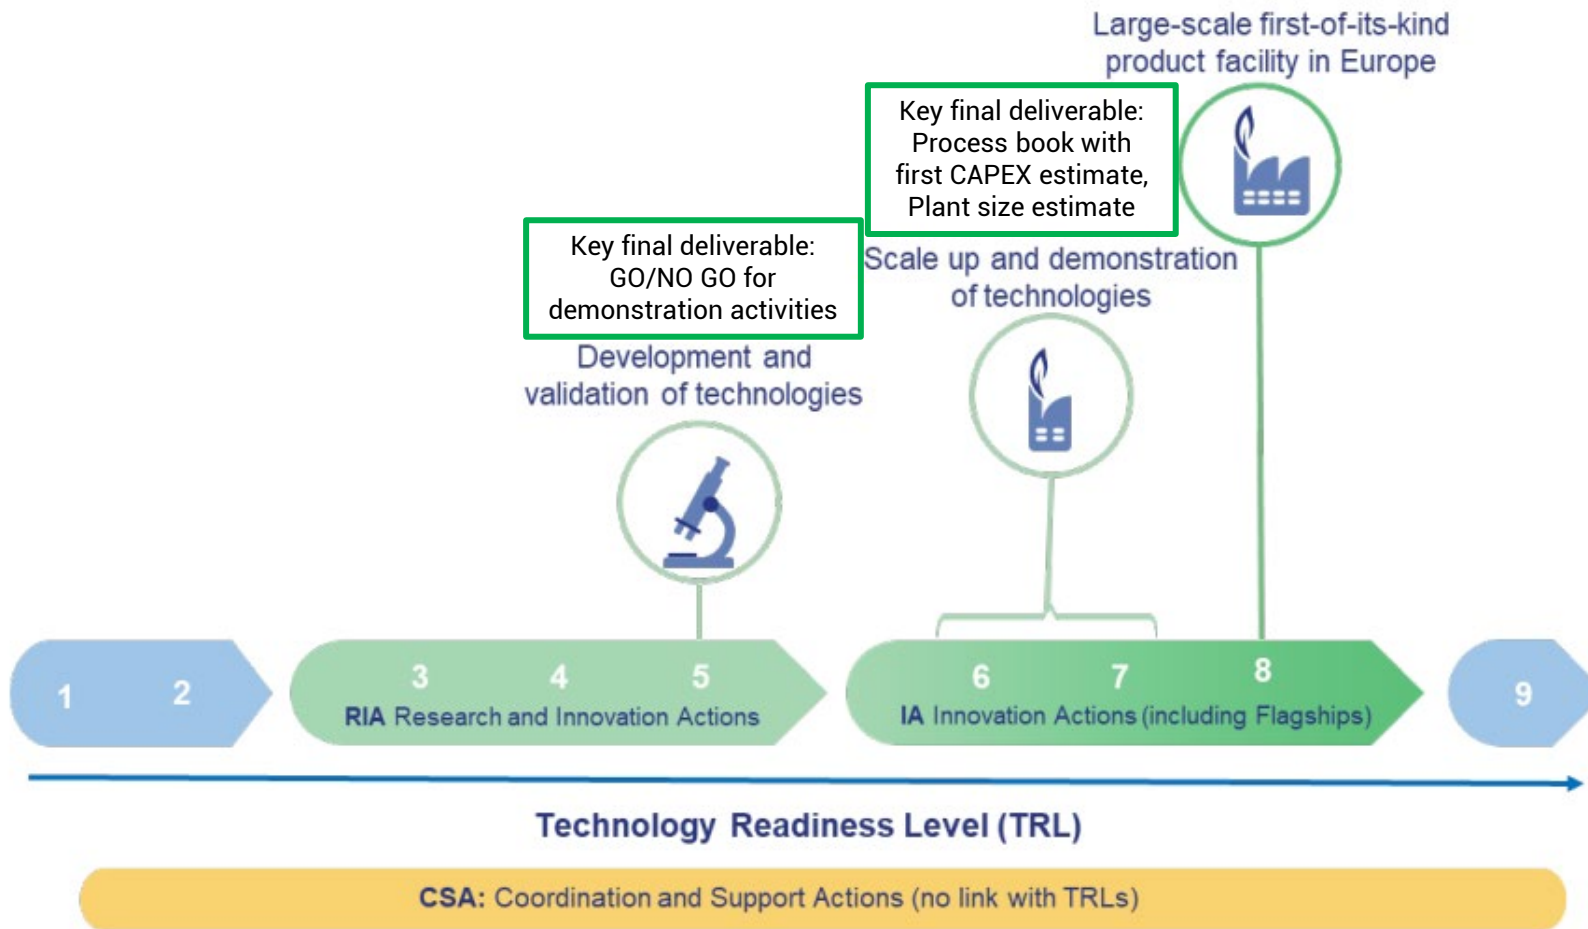 Large-scale first-of-its-kind
product facility in Europe
Key final deliverable:
Process book with
first CAPEX estimate,
Plant size estimate
Key final deliverable:
GO/NO GO for
demonstration activities
Scale up and demonstration
of technologies
Development and
validation of technologies
1
2
3
4
5
RIA Research and Innovation Actions
6
7
8
IA Innovation Actions (including Flagships)
9
Technology Readiness Level (TRL)
CSA: Coordination and Support Actions (no link with TRLs)